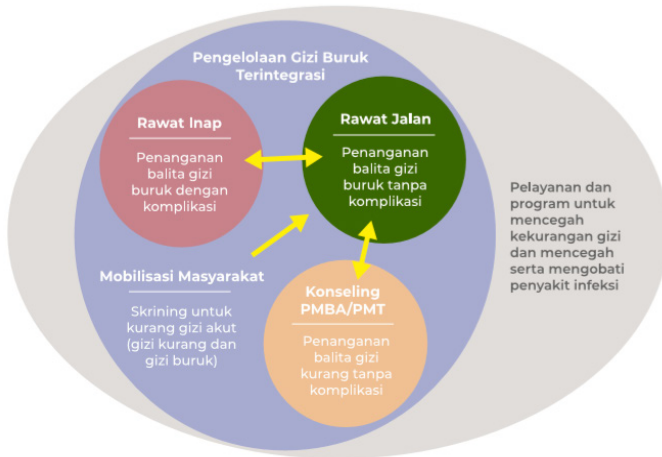 Pengelolaan Gizi Buruk
Terintegrasi
Rawat Inap
Penanganan
balita gizi
buruk dengan
komplikasi
Rawat Jalan
Penanganan
balita gizi
buruk tanpa
komplikasi
Mobilisasi Masyarakat
Skrining untuk
kurang gizi akut
(gizi kurang dan
gizi buruk)
Konseling
PMBA/PMT
Penanganan
balita gizi
kurang tanpa
komplikasi
Pelayanan dan
program untuk
mencegah
kekurangan gizi
dan mencegah
serta mengobati
penyakit infeksi